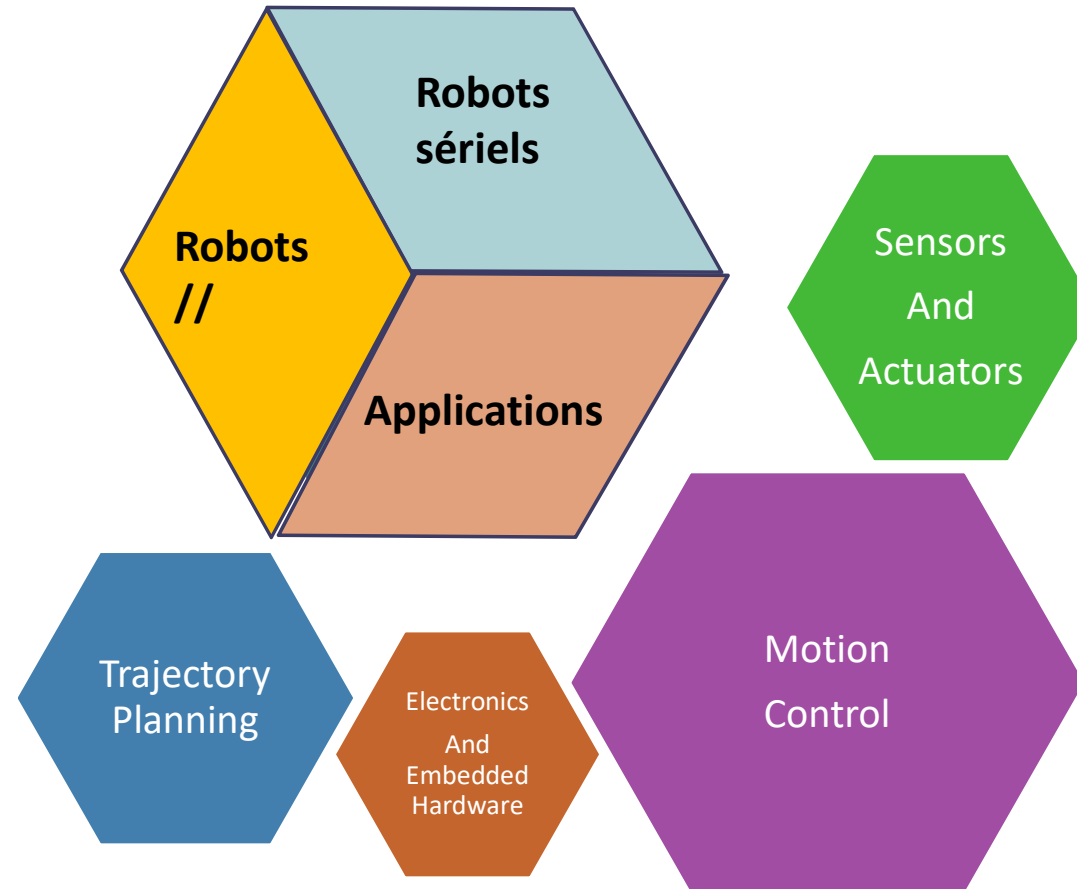 Robots
sériels
Robots
//
Applications
Sensors
And
Actuators
Trajectory
Planning
Electronics
And
Embedded
Hardware
Motion
Control